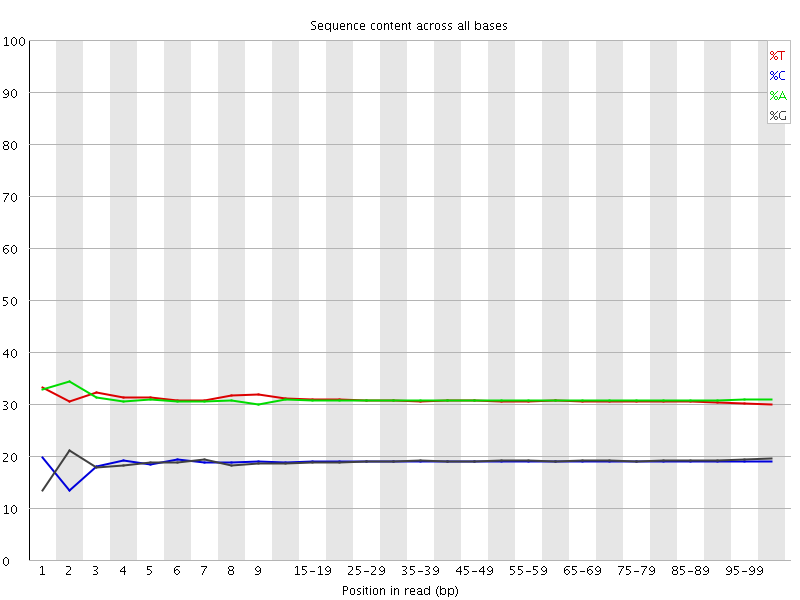 Sequence content across all bases
%T
%C
%A
%G
100
90
80
70
60
50
40
30
20
10
0
1 2 3 4 5 6 7 8 9 15-19 25-29 35-39 45-49 55-59 65-69 75-79 85-89 95-99
Position in read (bp)